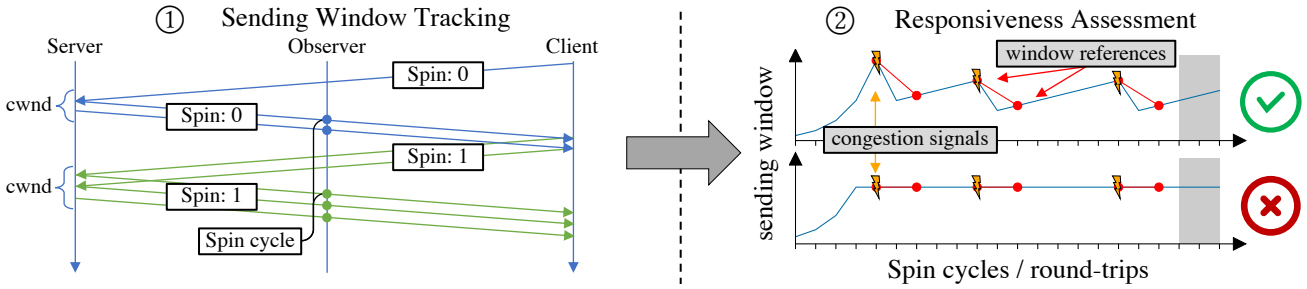 ① Sending Window Tracking
Server
Observer
Client
Spin: 0
cwnd
Spin: 0
Spin: 1
cwnd
Spin: 1
Spin cycle
② Responsiveness Assessment
window references
congestion signals
sending window
Spin cycles / round-trips